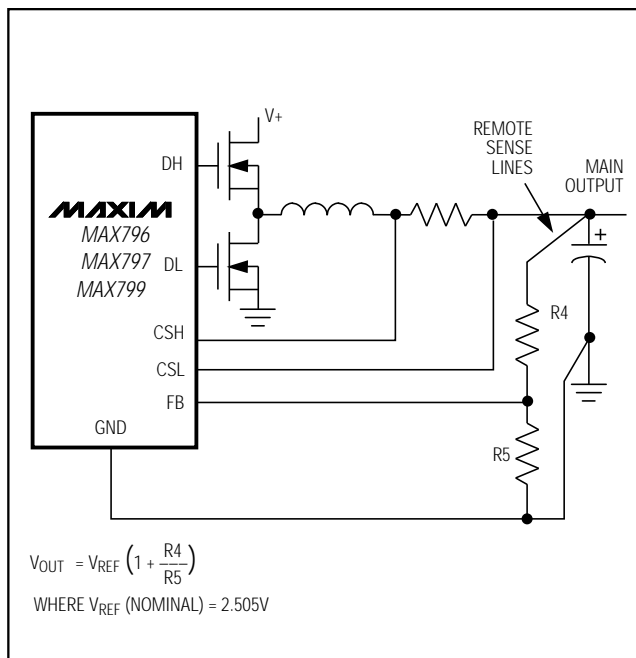 V+
REMOTE
SENSE
LINES
MAIN
OUTPUT
DH
MAXIM
MAX796
MAX797
MAX799
DL
+
R4
CSH
CSL
FB
GND
R5
VOUT = VREF (1 + R4/R5)
WHERE VREF (NOMINAL) = 2.505V